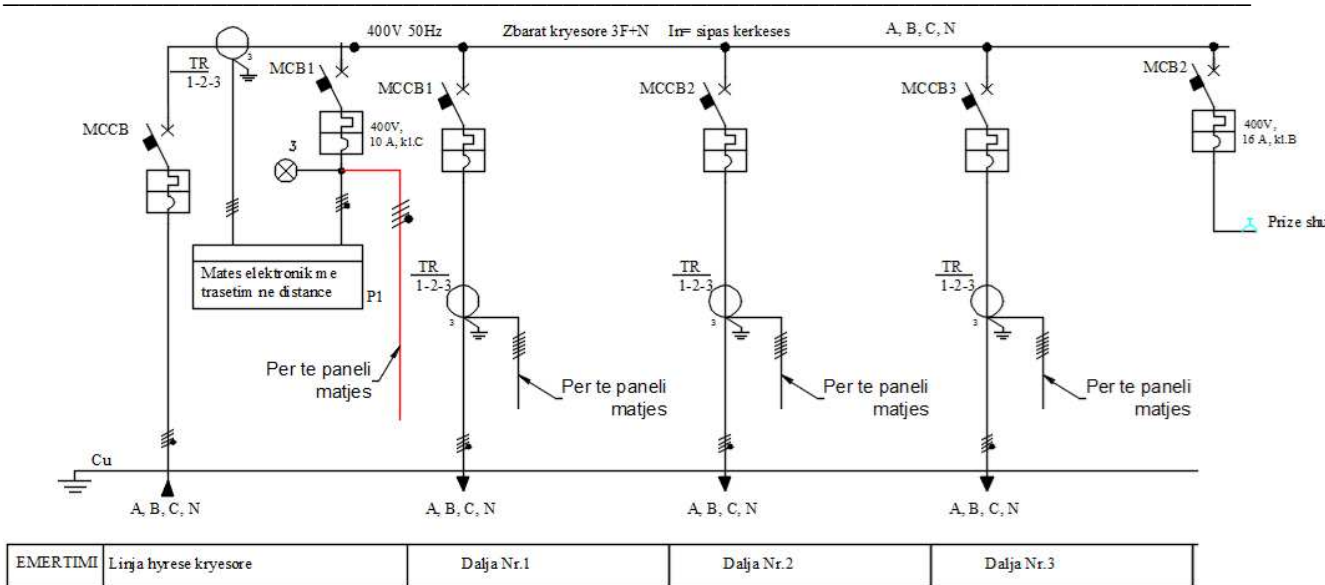 400V 50Hz
Zbarat kryesore 3F+N
In= sipas kerkeses
A, B, C, N
3
TR
1-2-3
MCB1
400V,
10 A, k1.C
MCCB
3
Mates elektronik me
trasetim ne distance
P1
Per te paneli
matjes
MCCB1
TR
1-2-3
3
Per te paneli
matjes
MCCB2
TR
1-2-3
3
Per te paneli
matjes
MCCB3
TR
1-2-3
3
Per te paneli
matjes
MCB2
400V,
16 A, k1.B
Prize shu
Cu
A, B, C, N
A, B, C, N
A, B, C, N
A, B, C, N
EMERTIMI
Linja hyrese kryesore
Dalja Nr.1
Dalja Nr.2
Dalja Nr.3